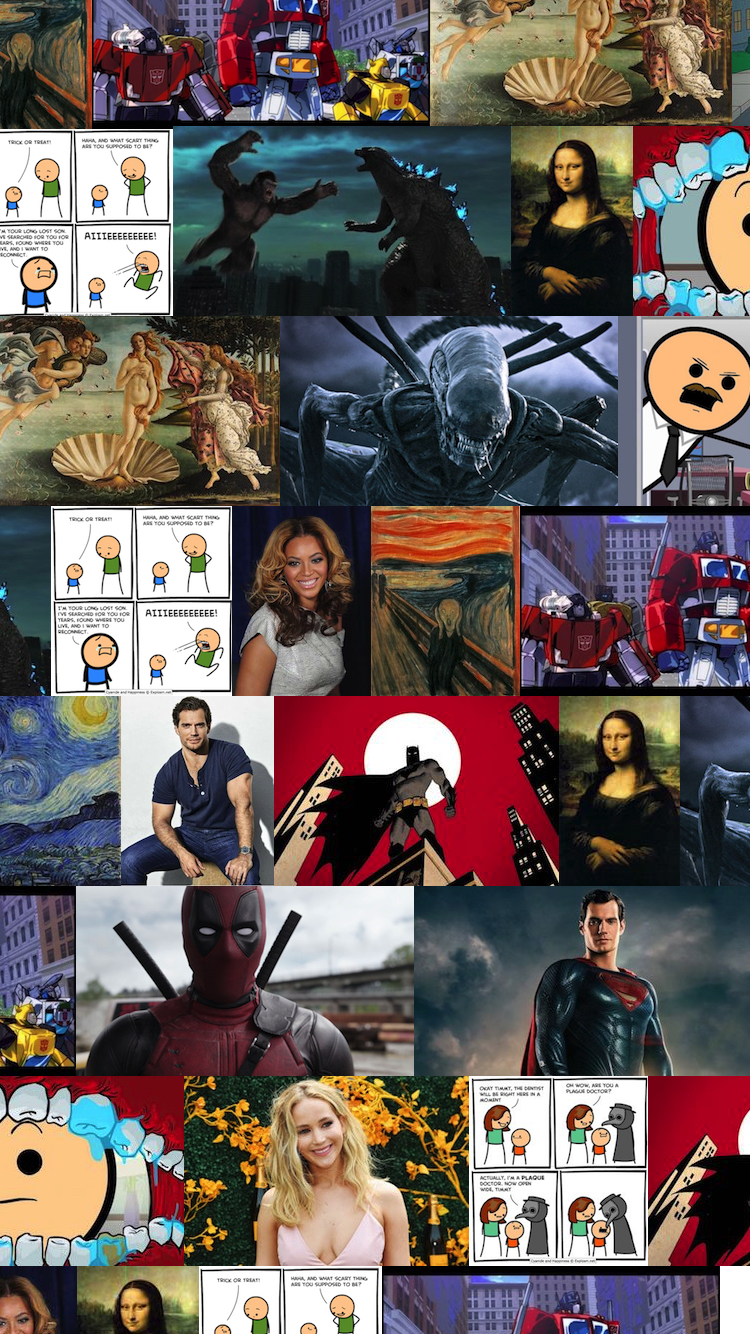 TRICK OR TREAT!
HAHA, AND WHAT SCART THING
ARE YOU SUPPOSED TO BE?
I'M YOUR LONG LOST SON.
I'VE SEARCHED FOR YOU FOR
YEARS, FOUND WHERE YOU
LIVE, AND I WANT TO
RECONNECT.
AIIIEEEEEEEEE!
TRICK OR TREAT!
HAHA, AND WHAT SCART THING
ARE YOU SUPPOSED TO BE?
I'M YOUR LONG LOST SON.
I'VE SEARCHED FOR YOU FOR
YEARS, FOUND WHERE YOU
LIVE, AND I WANT TO
RECONNECT.
AIIIEEEEEEEEE!
Cyanide and Happiness © Explosm.net
OKAY TIMMY, THE DENTIST
WILL BE RIGHT HERE IN A
MOMENT
OH WOW, ARE YOU A
PLAGUE DOCTOR?
ACTUALLY, I'M A PLAQUE
DOCTOR. NOW OPEN
WIDE, TIMMY
Cyanide and Happiness © Explosm.net
TRICK OR TREAT!
HAHA, AND WHAT SCART THING
ARE YOU SUPPOSED TO BE?